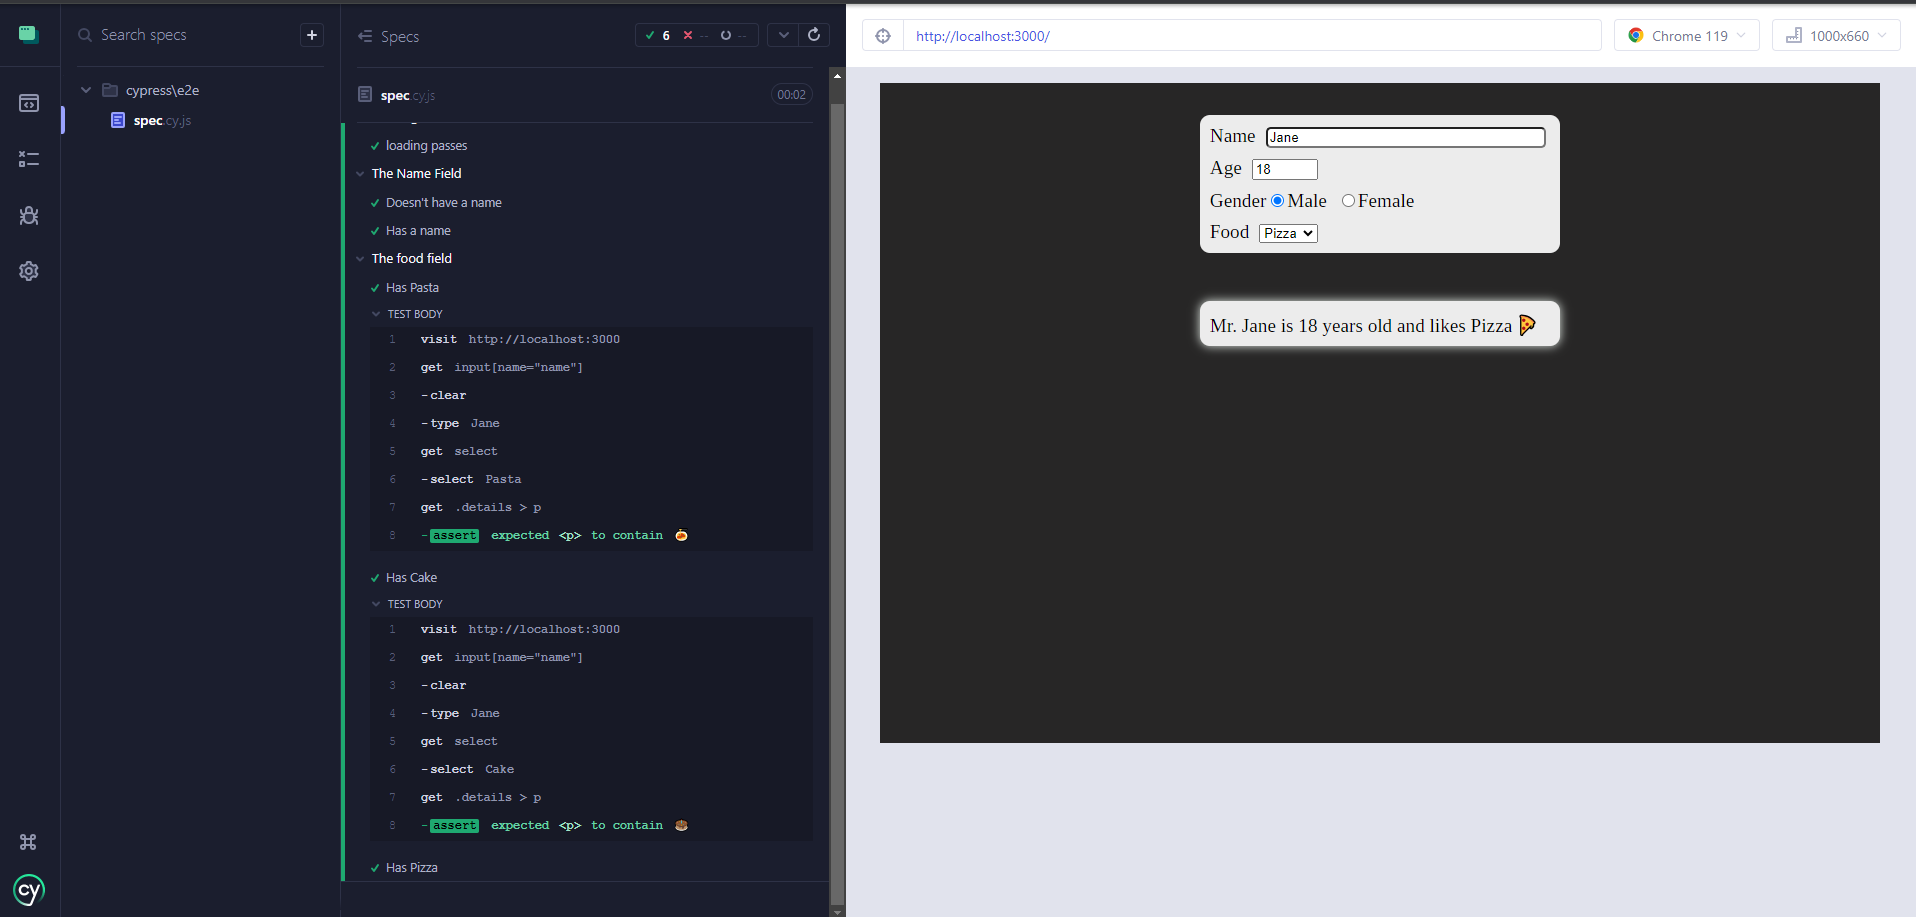 Search specs
+
cypress\e2e
spec.cy.js
cy
Specs
6 -- --
spec.cy.js 00:02
loading passes
The Name Field
Doesn't have a name
Has a name
The food field
Has Pasta
TEST BODY
1 visit http://localhost:3000
2 get input[name="name"]
3 -clear
4 -type Jane
5 get select
6 -select Pasta
7 get .details > p
8 -assert expected <p> to contain 🍝
Has Cake
TEST BODY
1 visit http://localhost:3000
2 get input[name="name"]
3 -clear
4 -type Jane
5 get select
6 -select Cake
7 get .details > p
8 -assert expected <p> to contain 🎂
Has Pizza
http://localhost:3000/
Chrome 119
1000x660
Name Jane
Age 18
Gender Male Female
Food Pizza
Mr. Jane is 18 years old and likes Pizza 🍕